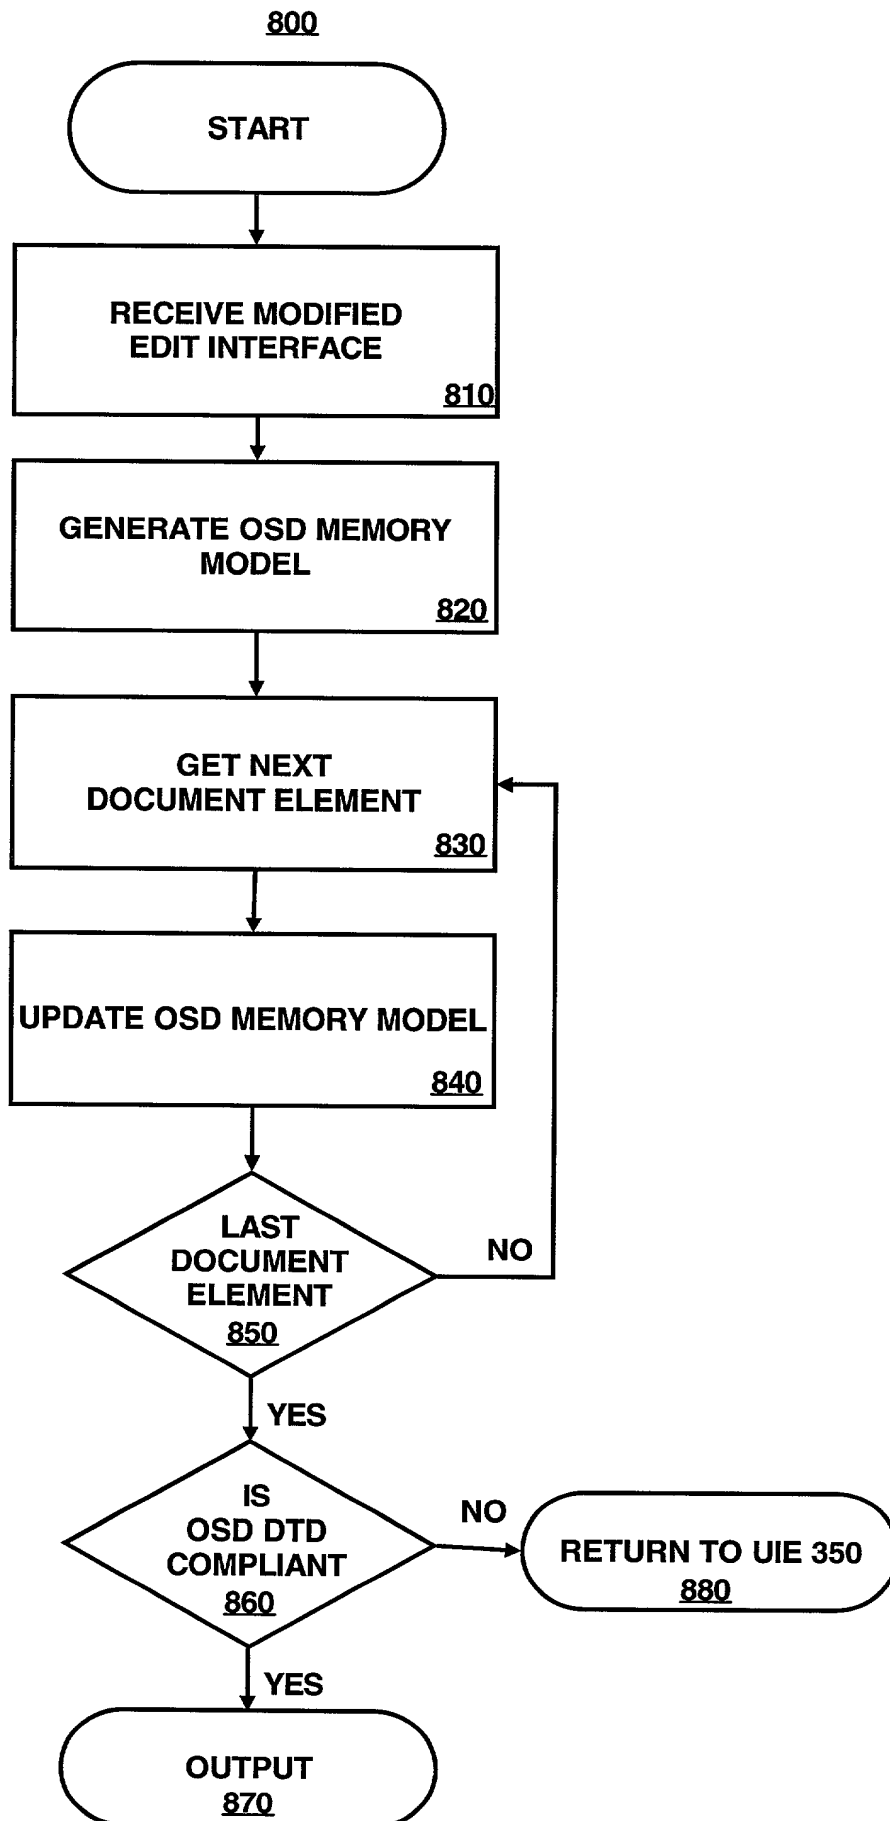 800
START
RECEIVE MODIFIED
EDIT INTERFACE
810
GENERATE OSD MEMORY
MODEL
820
GET NEXT
DOCUMENT ELEMENT
830
UPDATE OSD MEMORY MODEL
840
LAST
DOCUMENT
ELEMENT
850
NO
YES
IS
OSD DTD
COMPLIANT
860
NO
RETURN TO UIE 350
880
YES
OUTPUT
870